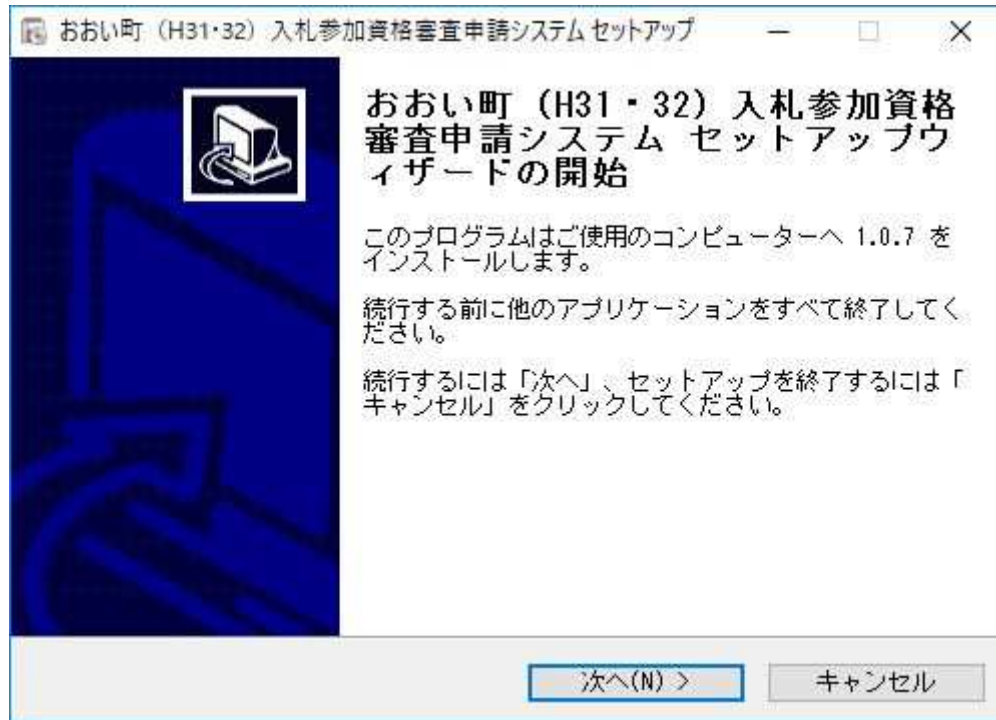 おおい町（H31・32）入札参加資格審査申請システム セットアップ
おおい町（H31・32）入札参加資格
審査申請システム セットアップウ
ィザードの開始
このプログラムはご使用のコンピューターへ 1.0.7 を
インストールします。
続行する前に他のアプリケーションをすべて終了してく
ださい。
続行するには「次へ」、セットアップを終了するには「
キャンセル」をクリックしてください。
次へ(N) >
キャンセル